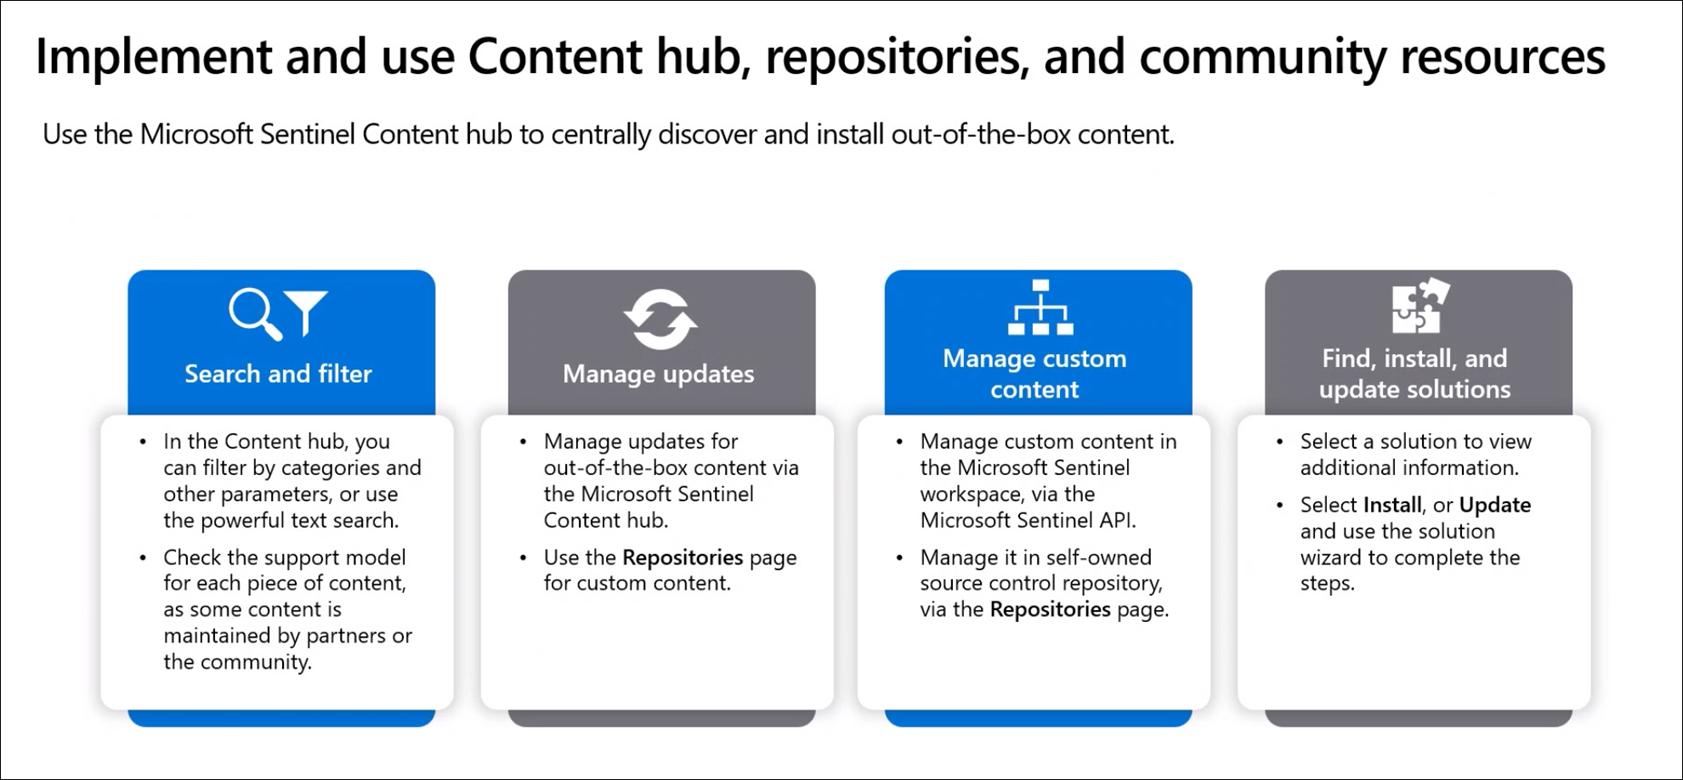 Implement and use Content hub, repositories, and community resources
Use the Microsoft Sentinel Content hub to centrally discover and install out-of-the-box content.
Search and filter
• In the Content hub, you
can filter by categories and
other parameters, or use
the powerful text search.
• Check the support model
for each piece of content,
as some content is
maintained by partners or
the community.
Manage updates
• Manage updates for
out-of-the-box content via
the Microsoft Sentinel
Content hub.
• Use the Repositories page
for custom content.
Manage custom
content
• Manage custom content in
the Microsoft Sentinel
workspace, via the
Microsoft Sentinel API.
• Manage it in self-owned
source control repository,
via the Repositories page.
Find, install, and
update solutions
• Select a solution to view
additional information.
• Select Install, or Update
and use the solution
wizard to complete the
steps.